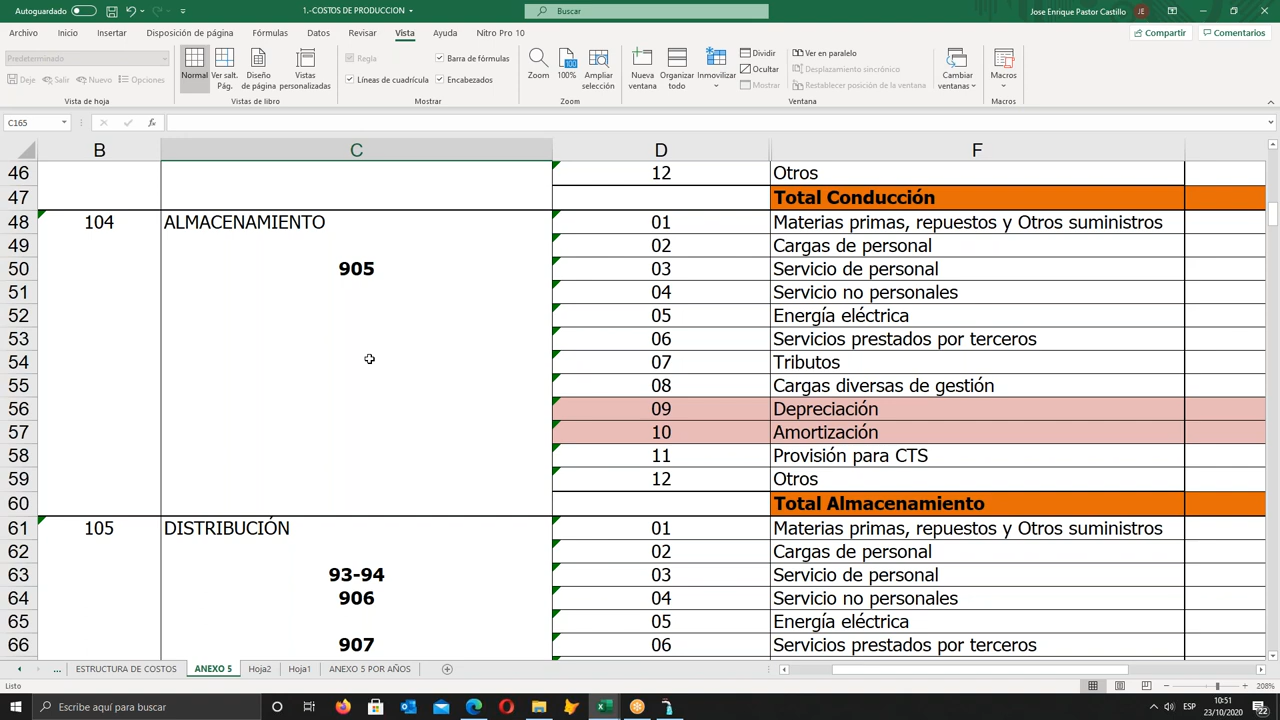 Autoguardado
1.-COSTOS DE PRODUCCION
Buscar
Jose Enrique Pastor Castillo
JE
Archivo Inicio Insertar Disposición de página Fórmulas Datos Revisar Vista Ayuda Nitro Pro 10
Compartir
Comentarios
Predeterminado
Deje Salir Nuevo Opciones
Vista de hoja
Normal
Ver salt. Pág.
Diseño de página
Vistas personalizadas
Vistas de libro
Regla
Barra de fórmulas
Líneas de cuadrícula
Encabezados
Mostrar
Zoom
100%
Ampliar selección
Zoom
Nueva ventana
Organizar todo
Inmovilizar
Dividir
Ocultar
Mostrar
Ver en paralelo
Desplazamiento sincrónico
Restablecer posición de la ventana
Ventana
Cambiar ventanas
Macros
Macros
C165
fx
B C D F
46 12 Otros
47 Total Conducción
48 104 ALMACENAMIENTO 01 Materias primas, repuestos y Otros suministros
49 02 Cargas de personal
50 905 03 Servicio de personal
51 04 Servicio no personales
52 05 Energía eléctrica
53 06 Servicios prestados por terceros
54 07 Tributos
55 08 Cargas diversas de gestión
56 09 Depreciación
57 10 Amortización
58 11 Provisión para CTS
59 12 Otros
60 Total Almacenamiento
61 105 DISTRIBUCIÓN 01 Materias primas, repuestos y Otros suministros
62 02 Cargas de personal
63 93-94 03 Servicio de personal
64 906 04 Servicio no personales
65 05 Energía eléctrica
66 907 06 Servicios prestados por terceros
... ESTRUCTURA DE COSTOS ANEXO 5 Hoja2 Hoja1 ANEXO 5 POR AÑOS
Listo
208%
Escribe aquí para buscar
ESP
10:51
23/10/2020
22